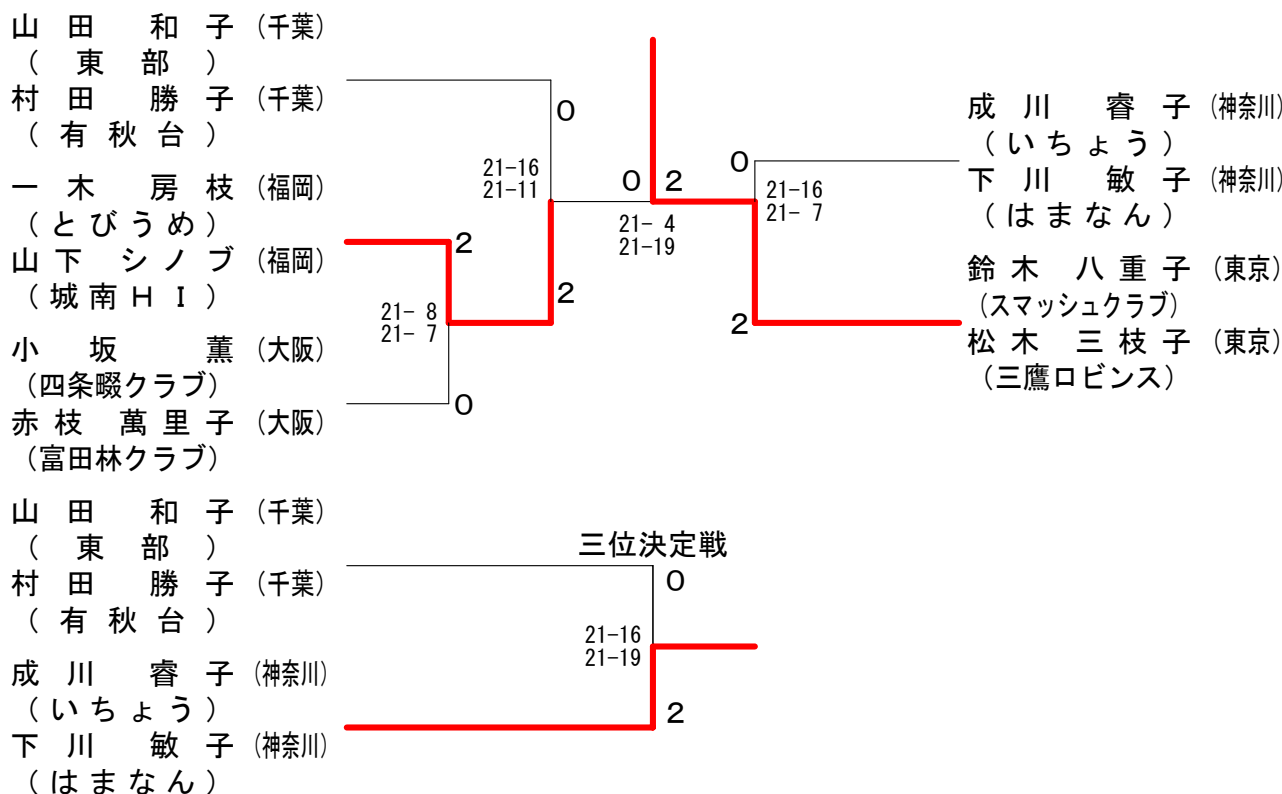 山田 和子 (千葉)
(東部)
村田 勝子 (千葉)
(有秋台)
一木 房枝 (福岡)
(とびうめ)
山下 シノブ (福岡)
(城南HI)
小坂 薫 (大阪)
(四条畷クラブ)
赤枝 萬里子 (大阪)
(富田林クラブ)
0
21-16
21-11
2
2
21- 8
21- 7
0
0 2
21- 4
21-19
0
21-16
21- 7
2
成川 睿子 (神奈川)
(いちょう)
下川 敏子 (神奈川)
(はまなん)
鈴木 八重子 (東京)
(スマッシュクラブ)
松木 三枝子 (東京)
(三鷹ロビンス)
三位決定戦
山田 和子 (千葉)
(東部)
村田 勝子 (千葉)
(有秋台)
成川 睿子 (神奈川)
(いちょう)
下川 敏子 (神奈川)
(はまなん)
0
21-16
21-19
2